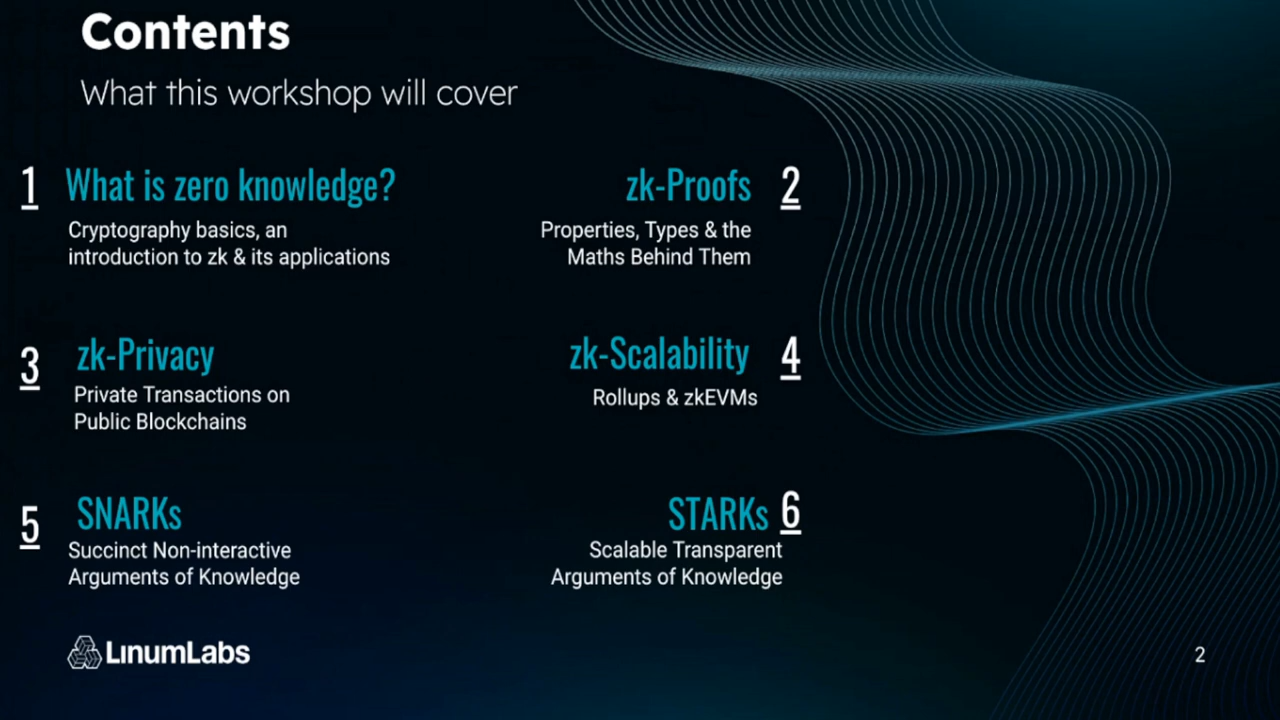 Contents
What this workshop will cover
1 What is zero knowledge?
Cryptography basics, an
introduction to zk & its applications
zk-Proofs 2
Properties, Types & the
Maths Behind Them
3 zk-Privacy
Private Transactions on
Public Blockchains
zk-Scalability 4
Rollups & zkEVMs
5 SNARKs
Succinct Non-interactive
Arguments of Knowledge
STARKs 6
Scalable Transparent
Arguments of Knowledge
LinumLabs
2